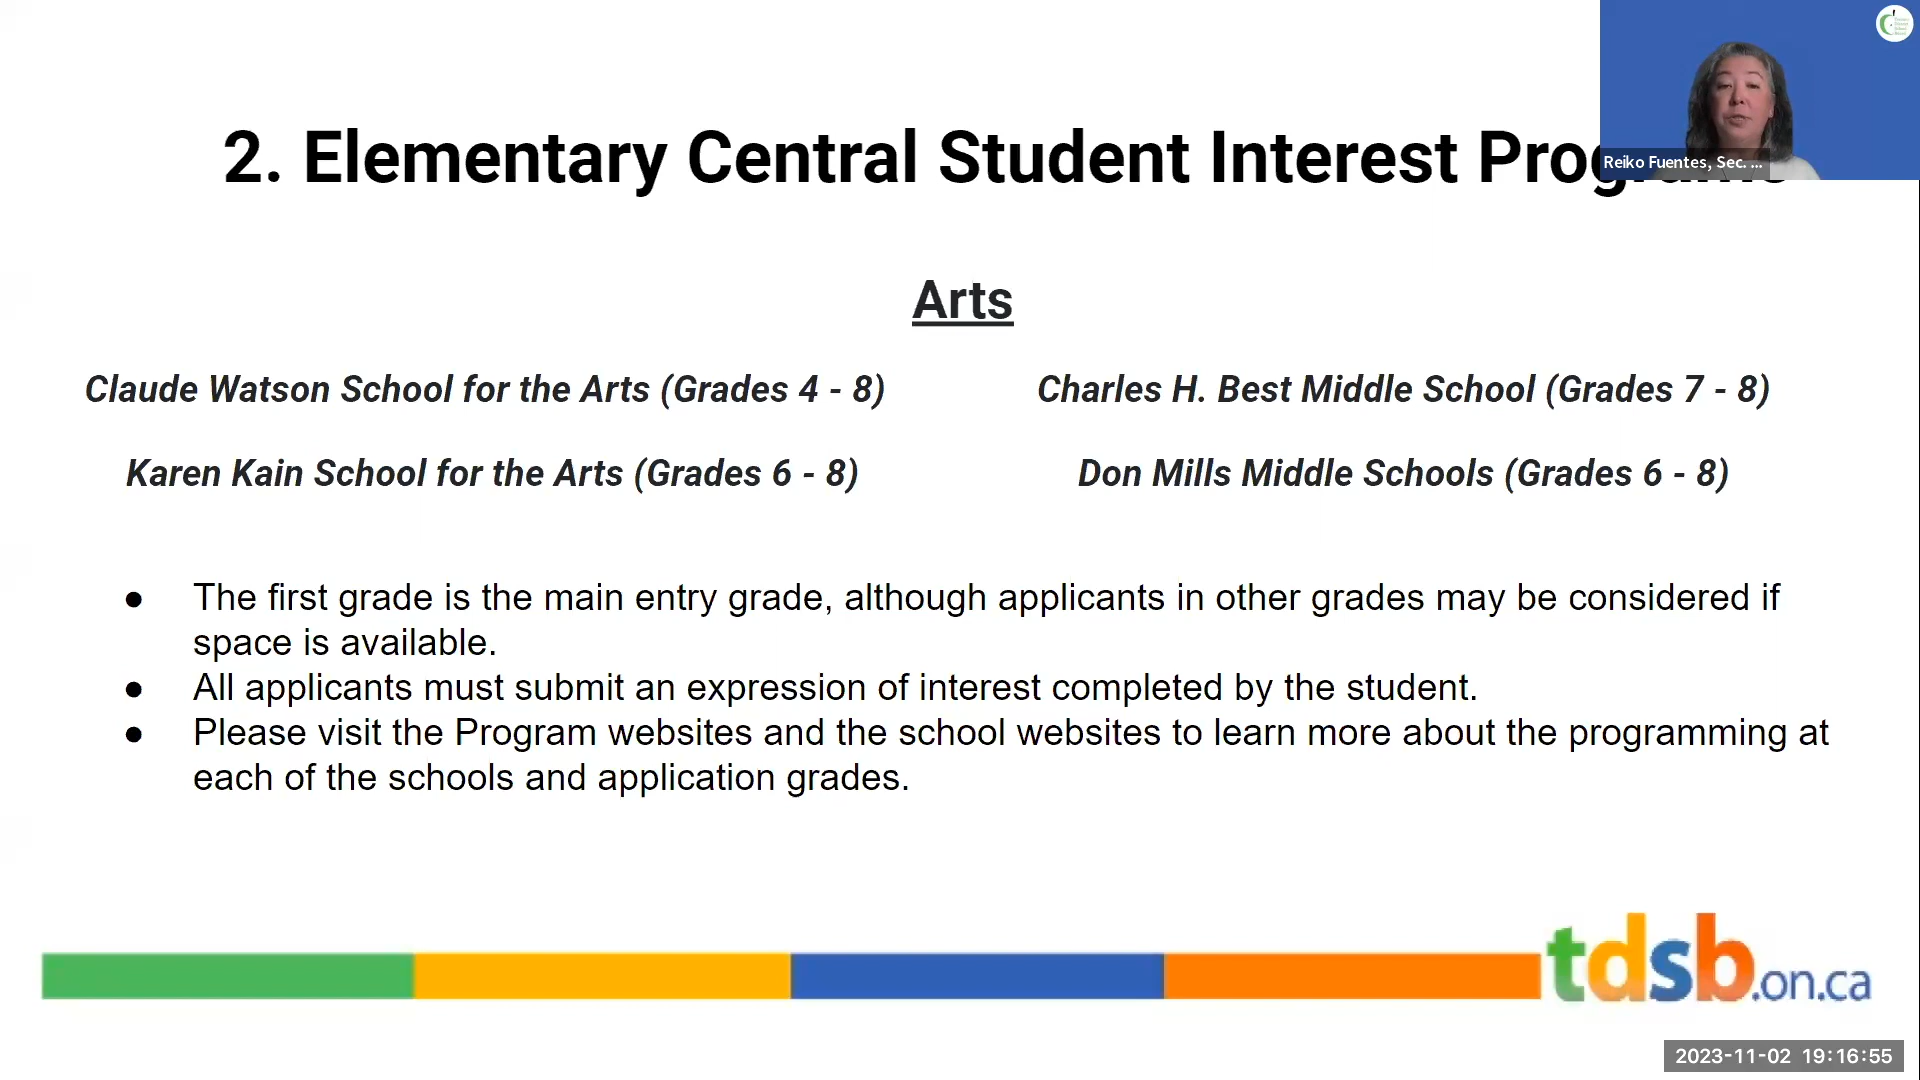 2. Elementary Central Student Interest Programs
Reiko Fuentes, Sec. ...
Arts
Claude Watson School for the Arts (Grades 4 - 8)
Charles H. Best Middle School (Grades 7 - 8)
Karen Kain School for the Arts (Grades 6 - 8)
Don Mills Middle Schools (Grades 6 - 8)
● The first grade is the main entry grade, although applicants in other grades may be considered if
space is available.
● All applicants must submit an expression of interest completed by the student.
● Please visit the Program websites and the school websites to learn more about the programming at
each of the schools and application grades.
tdsb.on.ca
2023-11-02 19:16:55